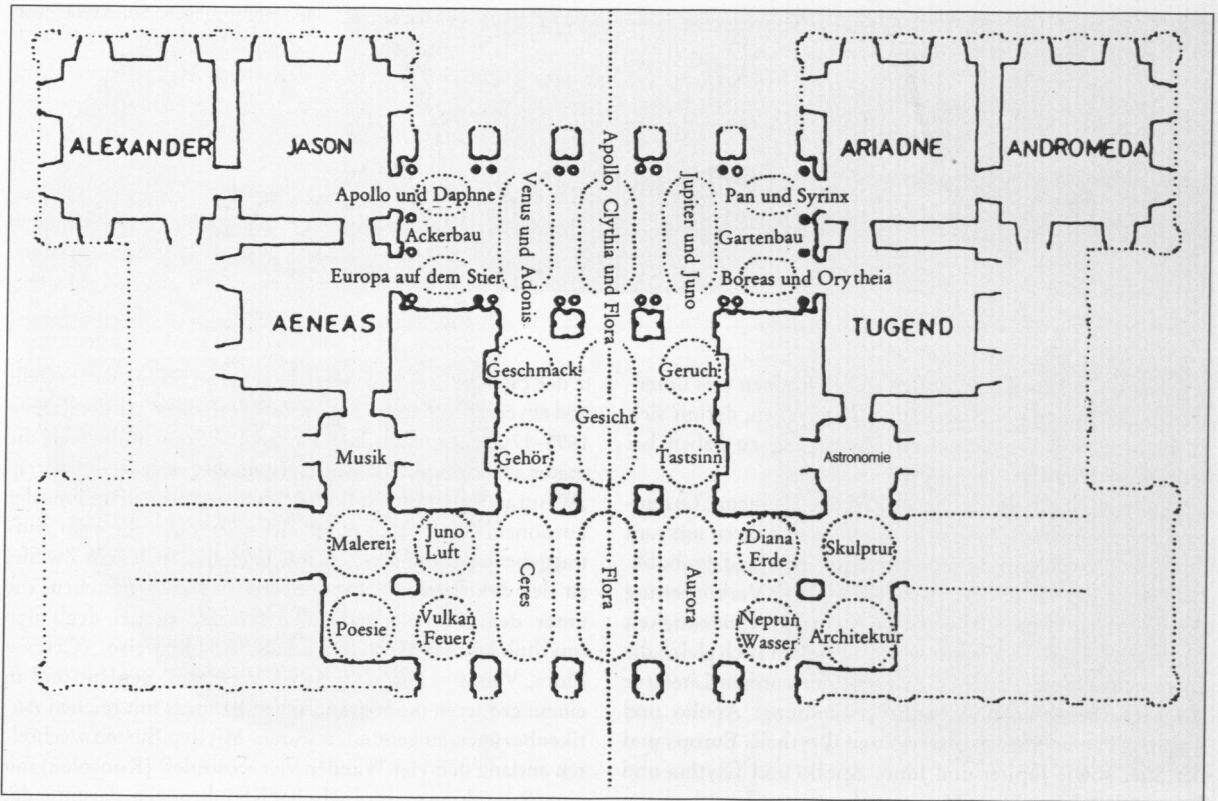 ALEXANDER
JASON
ARIADNE
ANDROMEDA
Apollo und Daphne
Ackerbau
Europa auf dem Stier
Venus und Adonis
Apollo, Clythia und Flora
Jupiter und Juno
Pan und Syrinx
Gartenbau
Boreas und Orytheia
AENEAS
TUGEND
Geschmack
Geruch
Gesicht
Gehör
Tastsinn
Musik
Astronomie
Malerei
Juno
Luft
Ceres
Flora
Aurora
Diana
Erde
Skulptur
Poesie
Vulkan
Feuer
Neptun
Wasser
Architektur